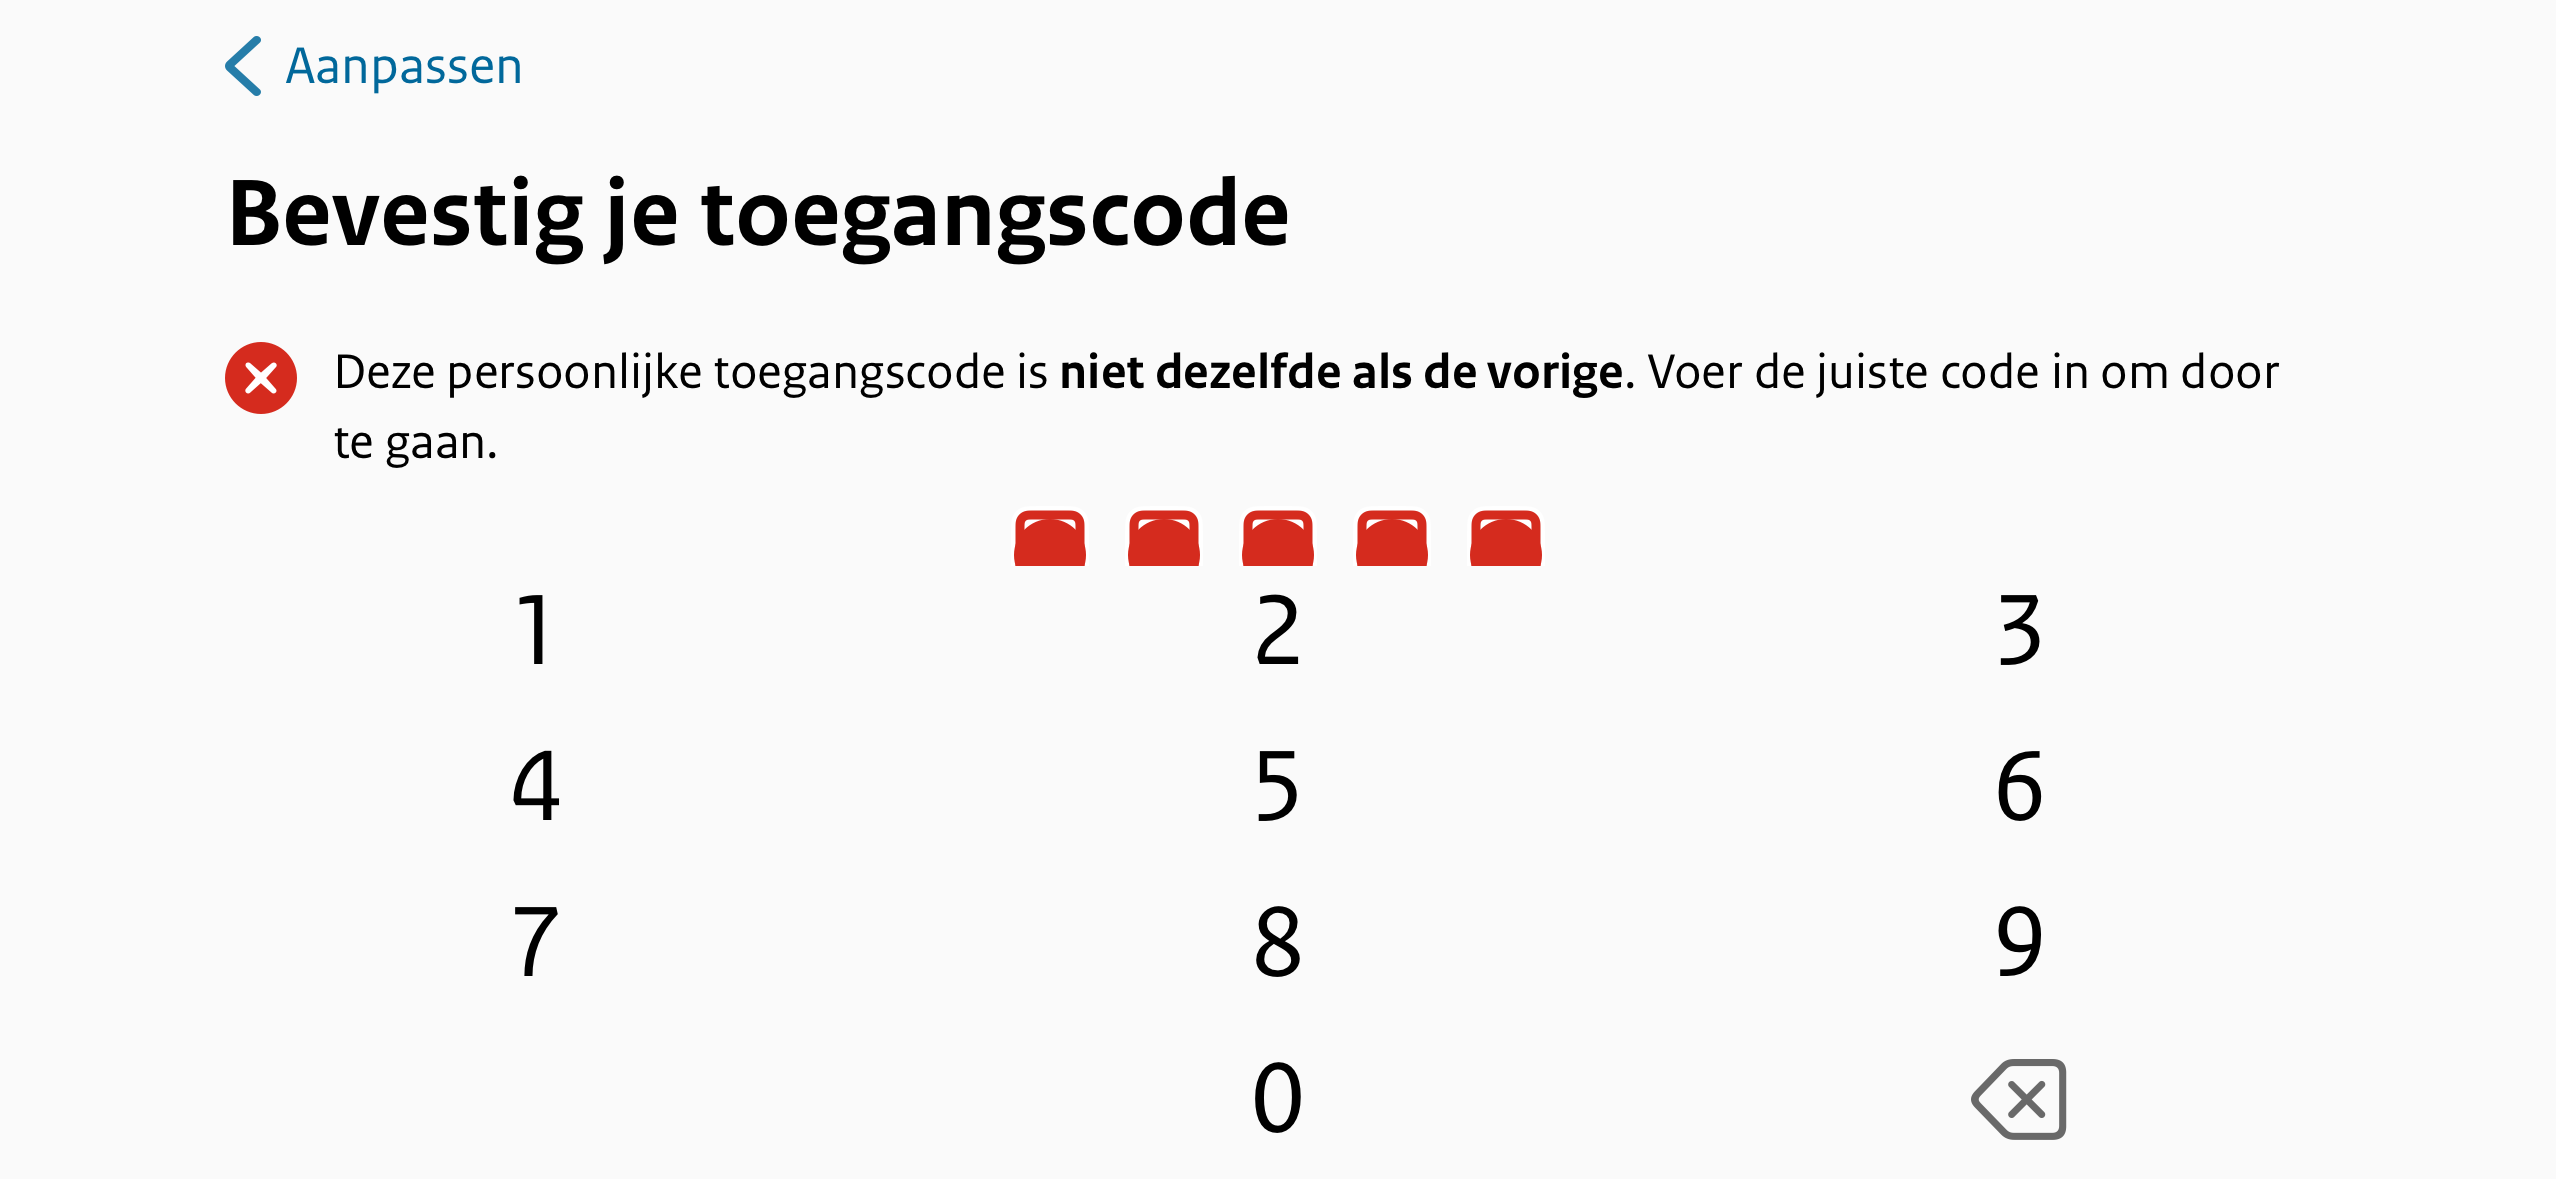 Aanpassen
Bevestig je toegangscode
Deze persoonlijke toegangscode is niet dezelfde als de vorige. Voer de juiste code in om door
te gaan.
1 2 3
4 5 6
7 8 9
0